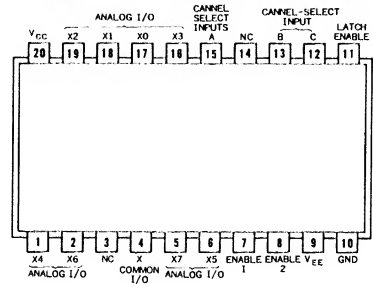 CANNEL
SELECT
INPUTS
A
ANALOG I/O
CANNEL-SELECT
INPUT
LATCH
ENABLE
VCC X2 X1 X0 X3 NC B C
20 19 18 17 16 15 14 13 12 11
1 2 3 4 5 6 7 8 9 10
X4 X6 NC X X7 X5 ENABLE ENABLE VEE GND
ANALOG I/O COMMON ANALOG I/O 1 2
I/O